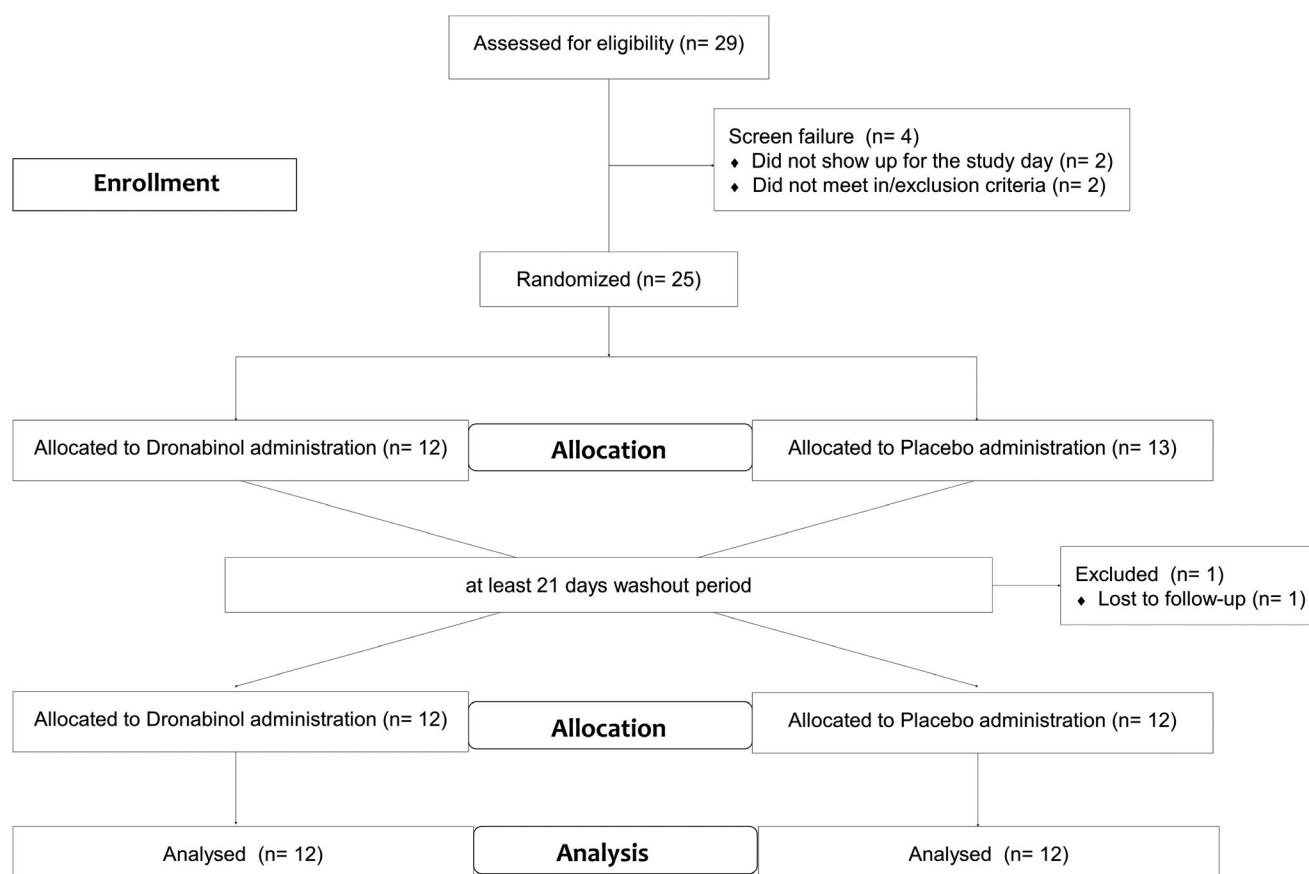 Assessed for eligibility (n= 29)
Screen failure  (n= 4)
♦ Did not show up for the study day (n= 2)
♦ Did not meet in/exclusion criteria (n= 2)
Enrollment
Randomized (n= 25)
Allocated to Dronabinol administration (n= 12)
Allocation
Allocated to Placebo administration (n= 13)
at least 21 days washout period
Excluded  (n= 1)
♦ Lost to follow-up (n= 1)
Allocated to Dronabinol administration (n= 12)
Allocation
Allocated to Placebo administration (n= 12)
Analysed  (n= 12)
Analysis
Analysed  (n= 12)